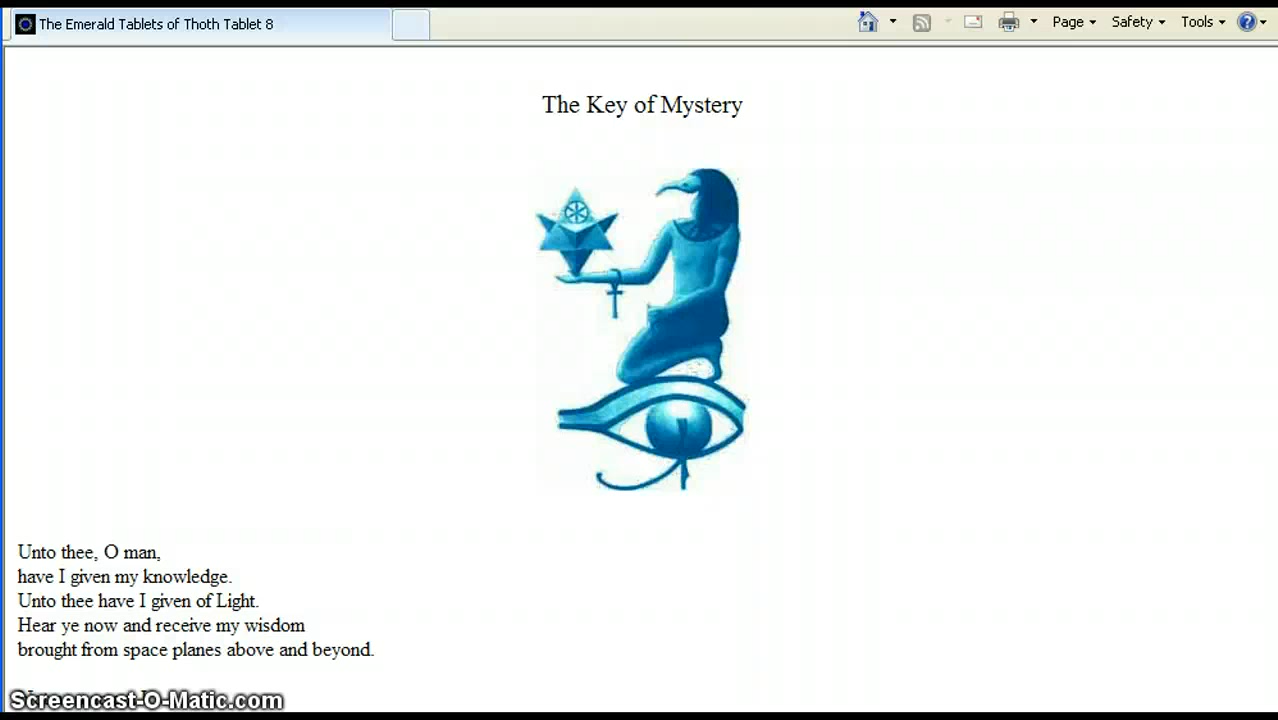 The Emerald Tablets of Thoth Tablet 8
Page Safety Tools
The Key of Mystery
Unto thee, O man,
have I given my knowledge.
Unto thee have I given of Light.
Hear ye now and receive my wisdom
brought from space planes above and beyond.
Screencast-O-Matic.com